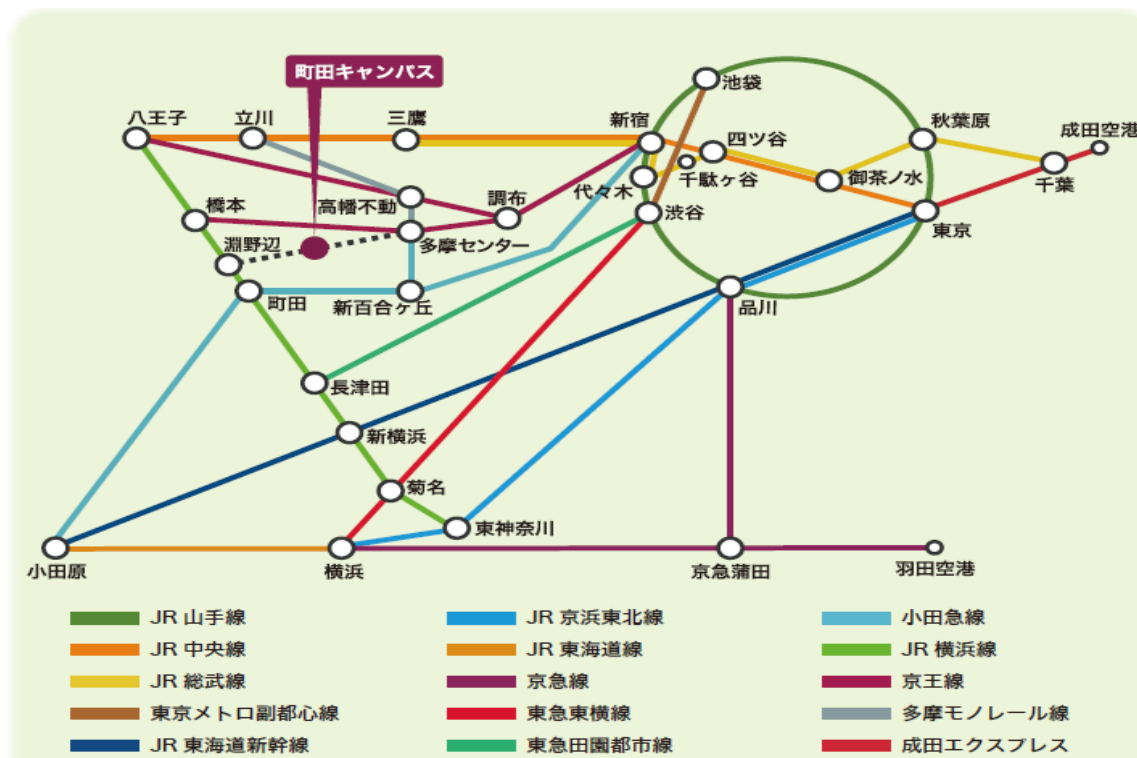 町田キャンパス
八王子
立川
三鷹
新宿
池袋
四ツ谷
秋葉原
成田空港
千葉
御茶ノ水
千駄ヶ谷
代々木
渋谷
東京
橋本
高幡不動
調布
淵野辺
多摩センター
町田
新百合ヶ丘
品川
長津田
新横浜
菊名
東神奈川
小田原
横浜
京急蒲田
羽田空港
JR 山手線
JR 京浜東北線
小田急線
JR 中央線
JR 東海道線
JR 横浜線
JR 総武線
京急線
京王線
東京メトロ副都心線
東急東横線
多摩モノレール線
JR 東海道新幹線
東急田園都市線
成田エクスプレス